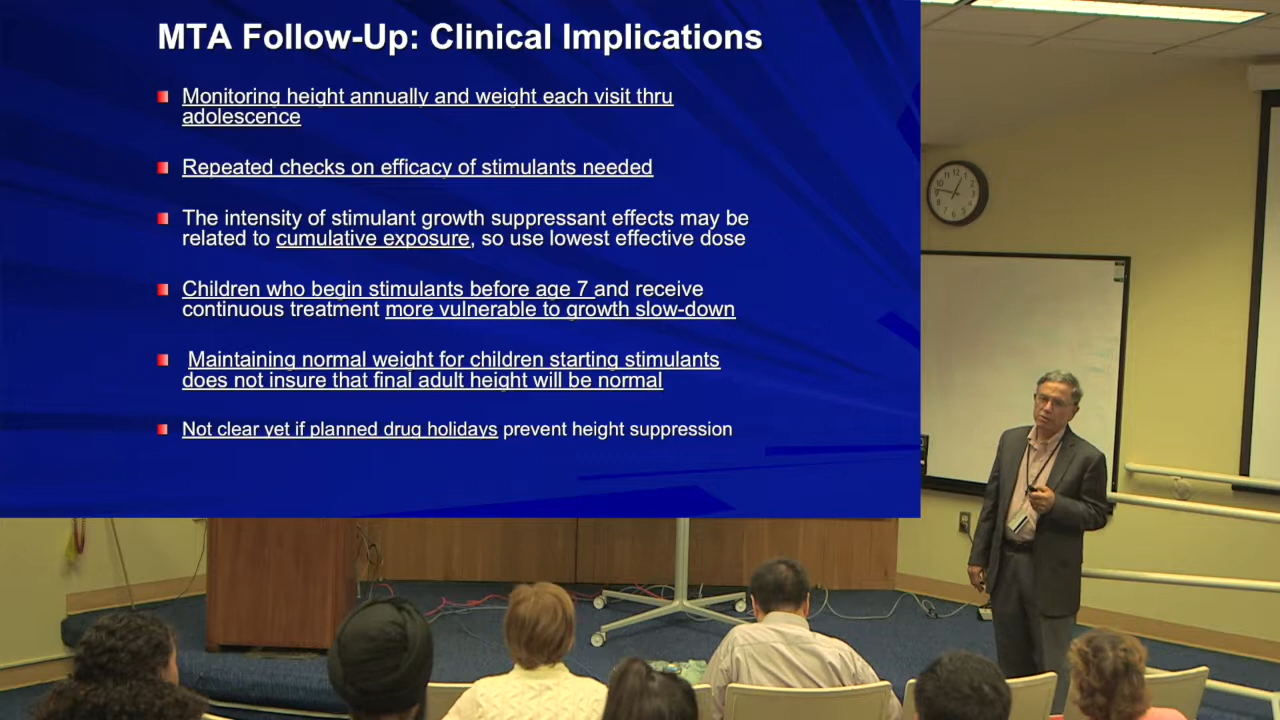 MTA Follow-Up: Clinical Implications
Monitoring height annually and weight each visit thru
adolescence
Repeated checks on efficacy of stimulants needed
The intensity of stimulant growth suppressant effects may be
related to cumulative exposure, so use lowest effective dose
Children who begin stimulants before age 7 and receive
continuous treatment more vulnerable to growth slow-down
Maintaining normal weight for children starting stimulants
does not insure that final adult height will be normal
Not clear yet if planned drug holidays prevent height suppression